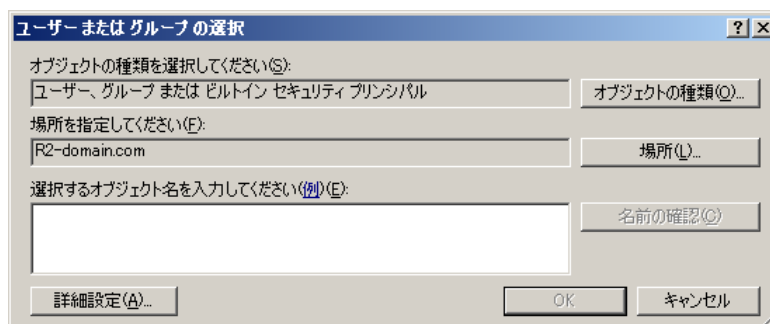 ユーザー または グループ の選択
オブジェクトの種類を選択してください(S):
ユーザー、グループ または ビルトイン セキュリティ プリンシパル
オブジェクトの種類(O)...
場所を指定してください(F):
R2-domain.com
場所(L)...
選択するオブジェクト名を入力してください(例)(E):
名前の確認(C)
詳細設定(A)...
OK
キャンセル